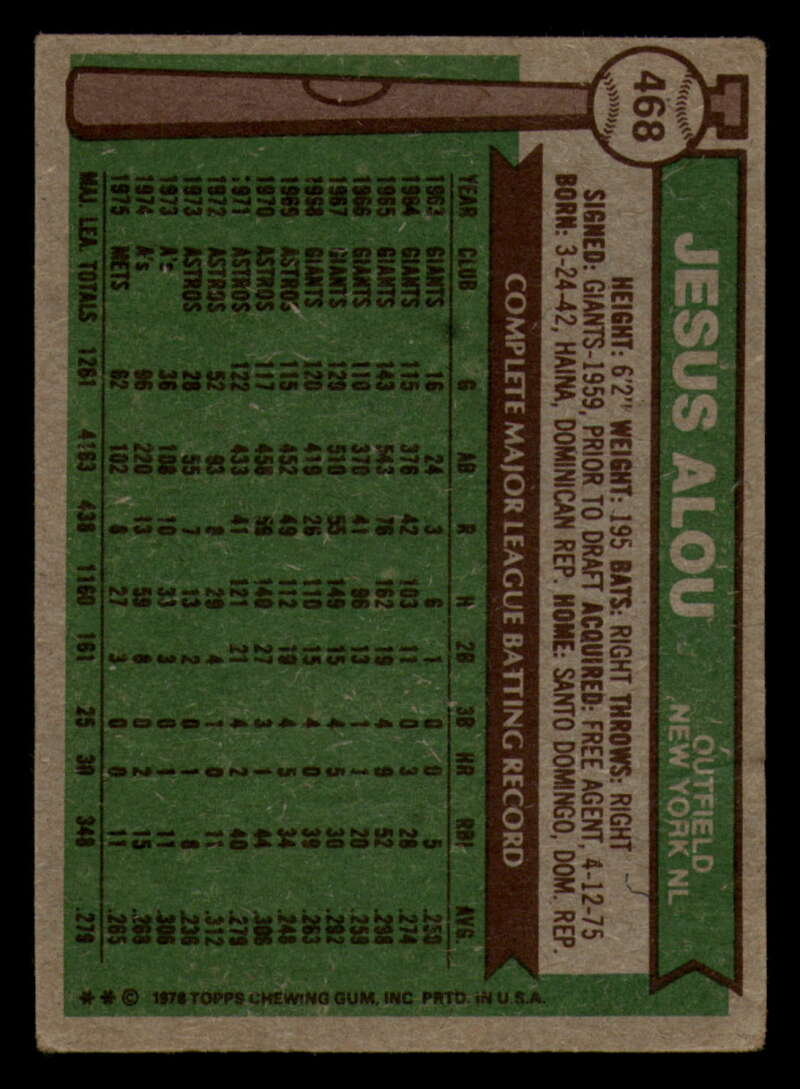 468
JESUS ALOU
OUTFIELD
NEW YORK NL
HEIGHT: 6'2" WEIGHT: 195 BATS: RIGHT THROWS: RIGHT
SIGNED: GIANTS-1959, PRIOR TO DRAFT ACQUIRED: FREE AGENT, 4-12-75
BORN: 3-24-42, HAINA, DOMINICAN REP. HOME: SANTO DOMINGO, DOM. REP.
COMPLETE MAJOR LEAGUE BATTING RECORD
YEAR CLUB G AB R H 2B 3B HR RBI AVG.
1963 GIANTS 16 24 3 6 1 0 0 5 .250
1964 GIANTS 115 376 42 103 11 0 3 28 .274
1965 GIANTS 143 543 76 162 19 4 9 52 .298
1966 GIANTS 110 370 41 96 13 1 1 20 .259
1967 GIANTS 129 510 55 149 15 4 5 30 .292
1968 GIANTS 120 419 26 110 15 4 0 39 .263
1969 ASTROS 115 452 49 112 19 4 5 34 .248
1970 ASTROS 117 458 59 140 27 3 1 44 .306
1971 ASTROS 122 433 41 121 21 4 2 40 .279
1972 ASTROS 52 93 8 29 4 1 0 11 .312
1973 ASTROS 28 55 7 13 2 0 1 8 .236
1973 A's 36 108 10 33 3 0 1 11 .306
1974 A's 96 220 13 59 8 0 2 15 .268
1975 METS 62 102 8 27 3 0 0 11 .265
MAJ. LEA. TOTALS 1261 4163 438 1160 161 25 30 348 .279
* * © 1976 TOPPS CHEWING GUM, INC. PRTD. IN U.S.A.